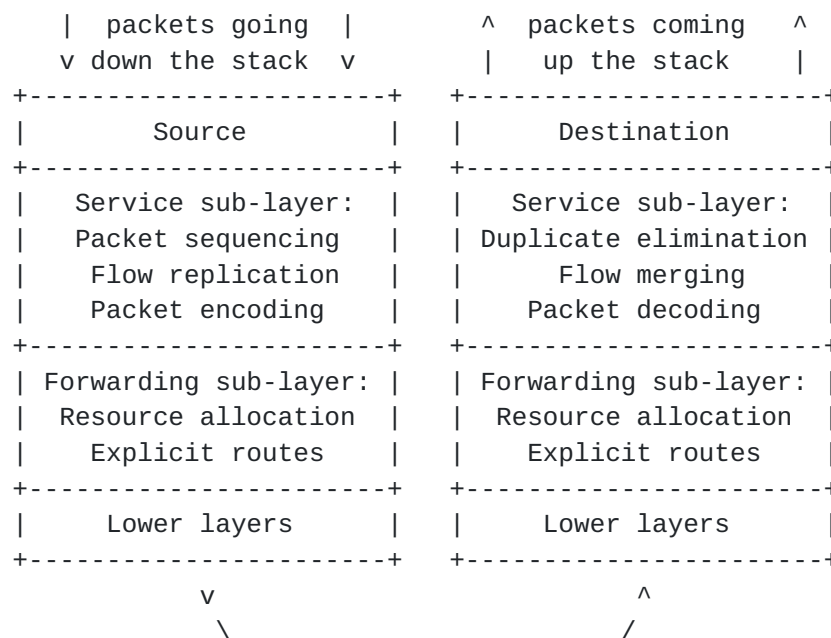 |  packets going  |        ^  packets coming   ^
   v down the stack  v        |   up the stack    |
+-----------------------+   +-----------------------+
|        Source         |   |      Destination      |
+-----------------------+   +-----------------------+
|   Service sub-layer:  |   |   Service sub-layer:  |
|   Packet sequencing   |   | Duplicate elimination |
|    Flow replication   |   |      Flow merging     |
|    Packet encoding    |   |    Packet decoding    |
+-----------------------+   +-----------------------+
| Forwarding sub-layer: |   | Forwarding sub-layer: |
|  Resource allocation  |   |  Resource allocation  |
|    Explicit routes    |   |    Explicit routes    |
+-----------------------+   +-----------------------+
|     Lower layers      |   |     Lower layers      |
+-----------------------+   +-----------------------+
            v                           ^
             \                         /